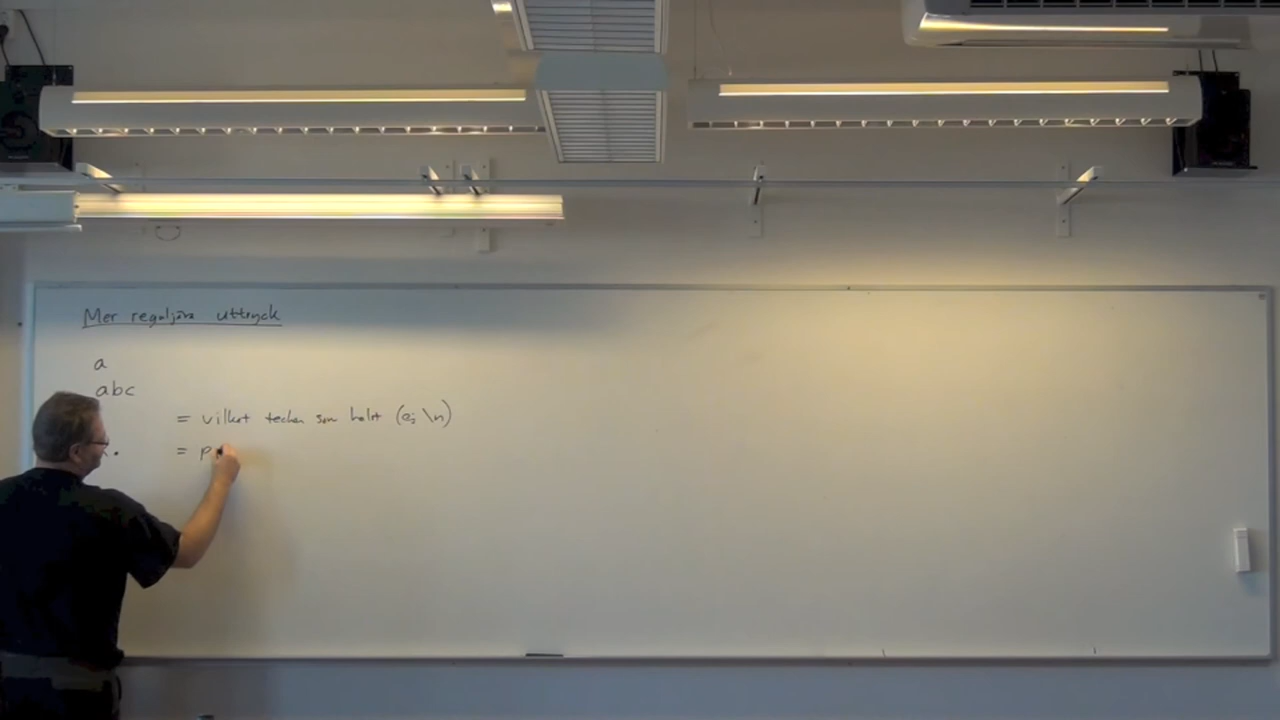 Mer reguljära uttryck
a
abc
= vilket tecken som helst (ej \n)
\. = p